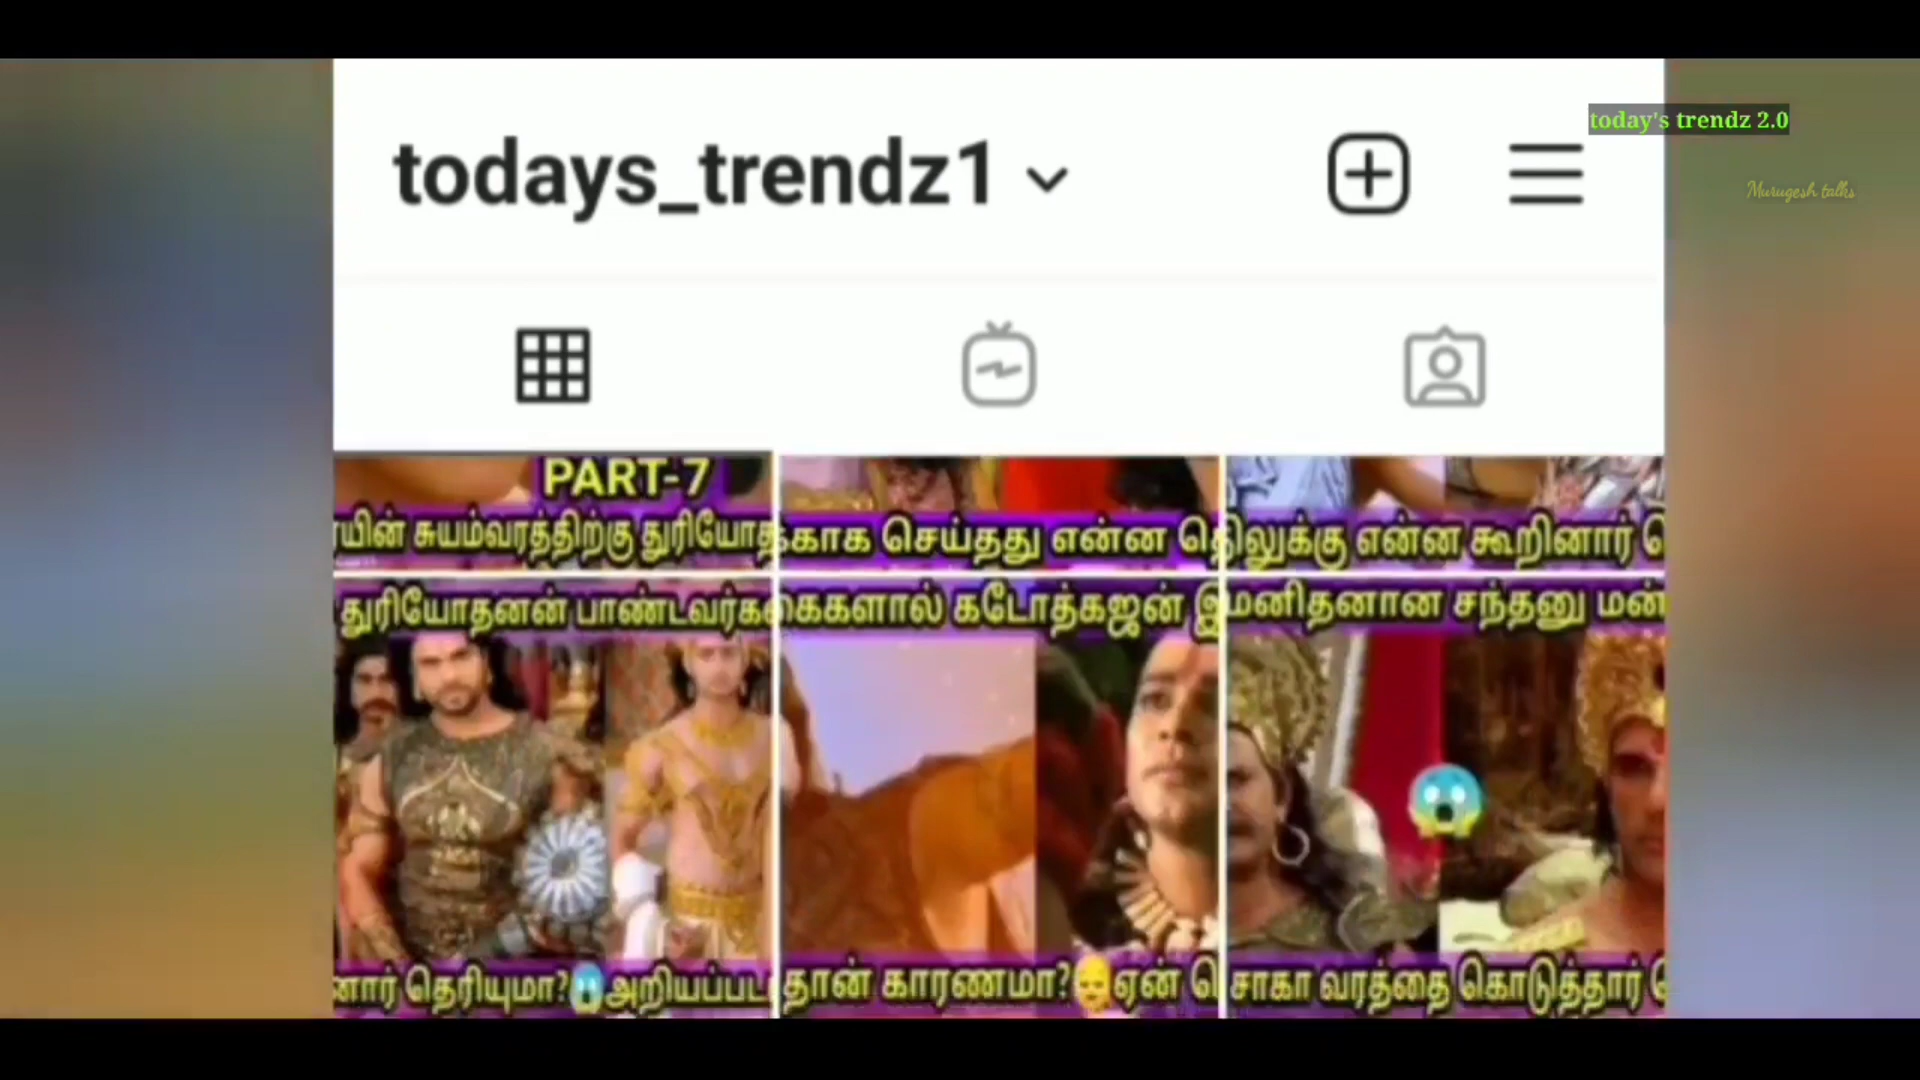 today's trendz 2.0
todays_trendz1
Murugesh talks
PART-7
யின் சுயம்வரத்திற்கு துரியோத
காக செய்தது என்ன
லுக்கு என்ன கூறினார்
துரியோதனன் பாண்டவர்க
கைகளால் கடோத்கஜன் இ
மனிதனான சந்தனு மன்
னார் தெரியுமா?😱அறியப்பட
தான் காரணமா?😔ஏன்
சாகா வரத்தை கொடுத்தார்